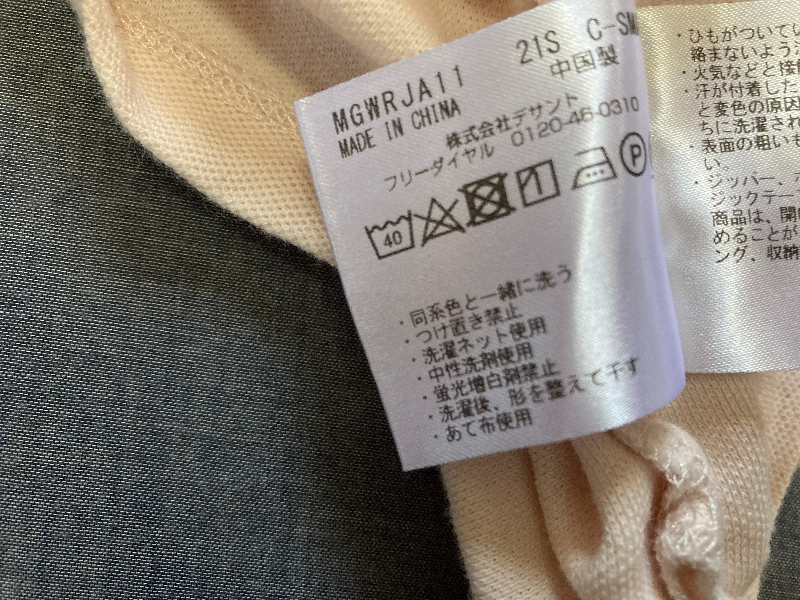 MGWRJA11 21S C-SM
MADE IN CHINA 中国製
株式会社デサント
フリーダイヤル 0120-46-0310
40
P
・同系色と一緒に洗う
・つけ置き禁止
・洗濯ネット使用
・中性洗剤使用
・蛍光増白剤禁止
・洗濯後、形を整えて干す
・あて布使用
・ひもがついてい
絡まないよう
・火気などと接
・汗が付着した
と変色の原因
ちに洗濯され
・表面の粗いも
い。
・ジッパー、
ジックテー
商品は、開
めることが
ング、収納